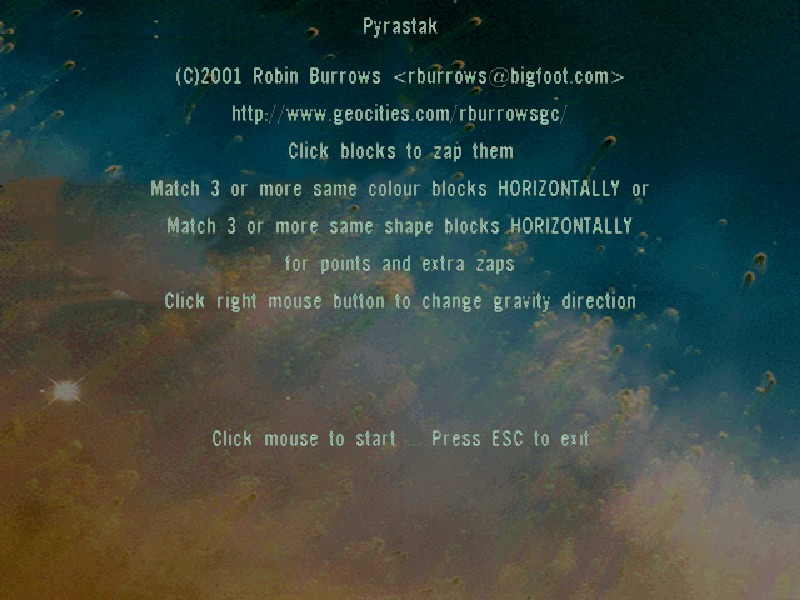 Pyrastak
(C)2001 Robin Burrows <rburrows@bigfoot.com>
http://www.geocities.com/rburrowsgc/
Click blocks to zap them
Match 3 or more same colour blocks HORIZONTALLY or
Match 3 or more same shape blocks HORIZONTALLY
for points and extra zaps
Click right mouse button to change gravity direction
Click mouse to start ... Press ESC to exit